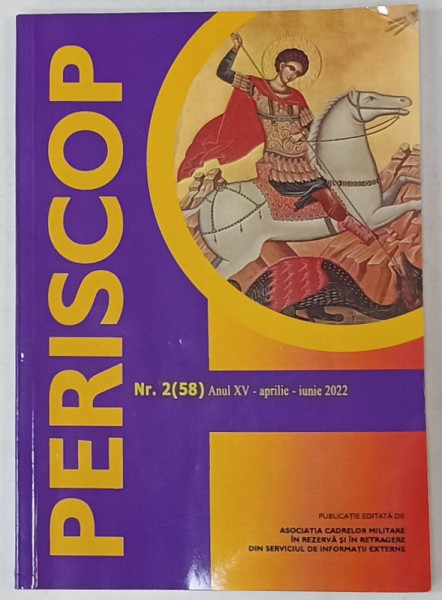 PERISCOP
Nr. 2(58) Anul XV - aprilie - iunie 2022
PUBLICAȚIE EDITATĂ DE
ASOCIAȚIA CADRELOR MILITARE
ÎN REZERVĂ ȘI ÎN RETRAGERE
DIN SERVICIUL DE INFORMAȚII EXTERNE